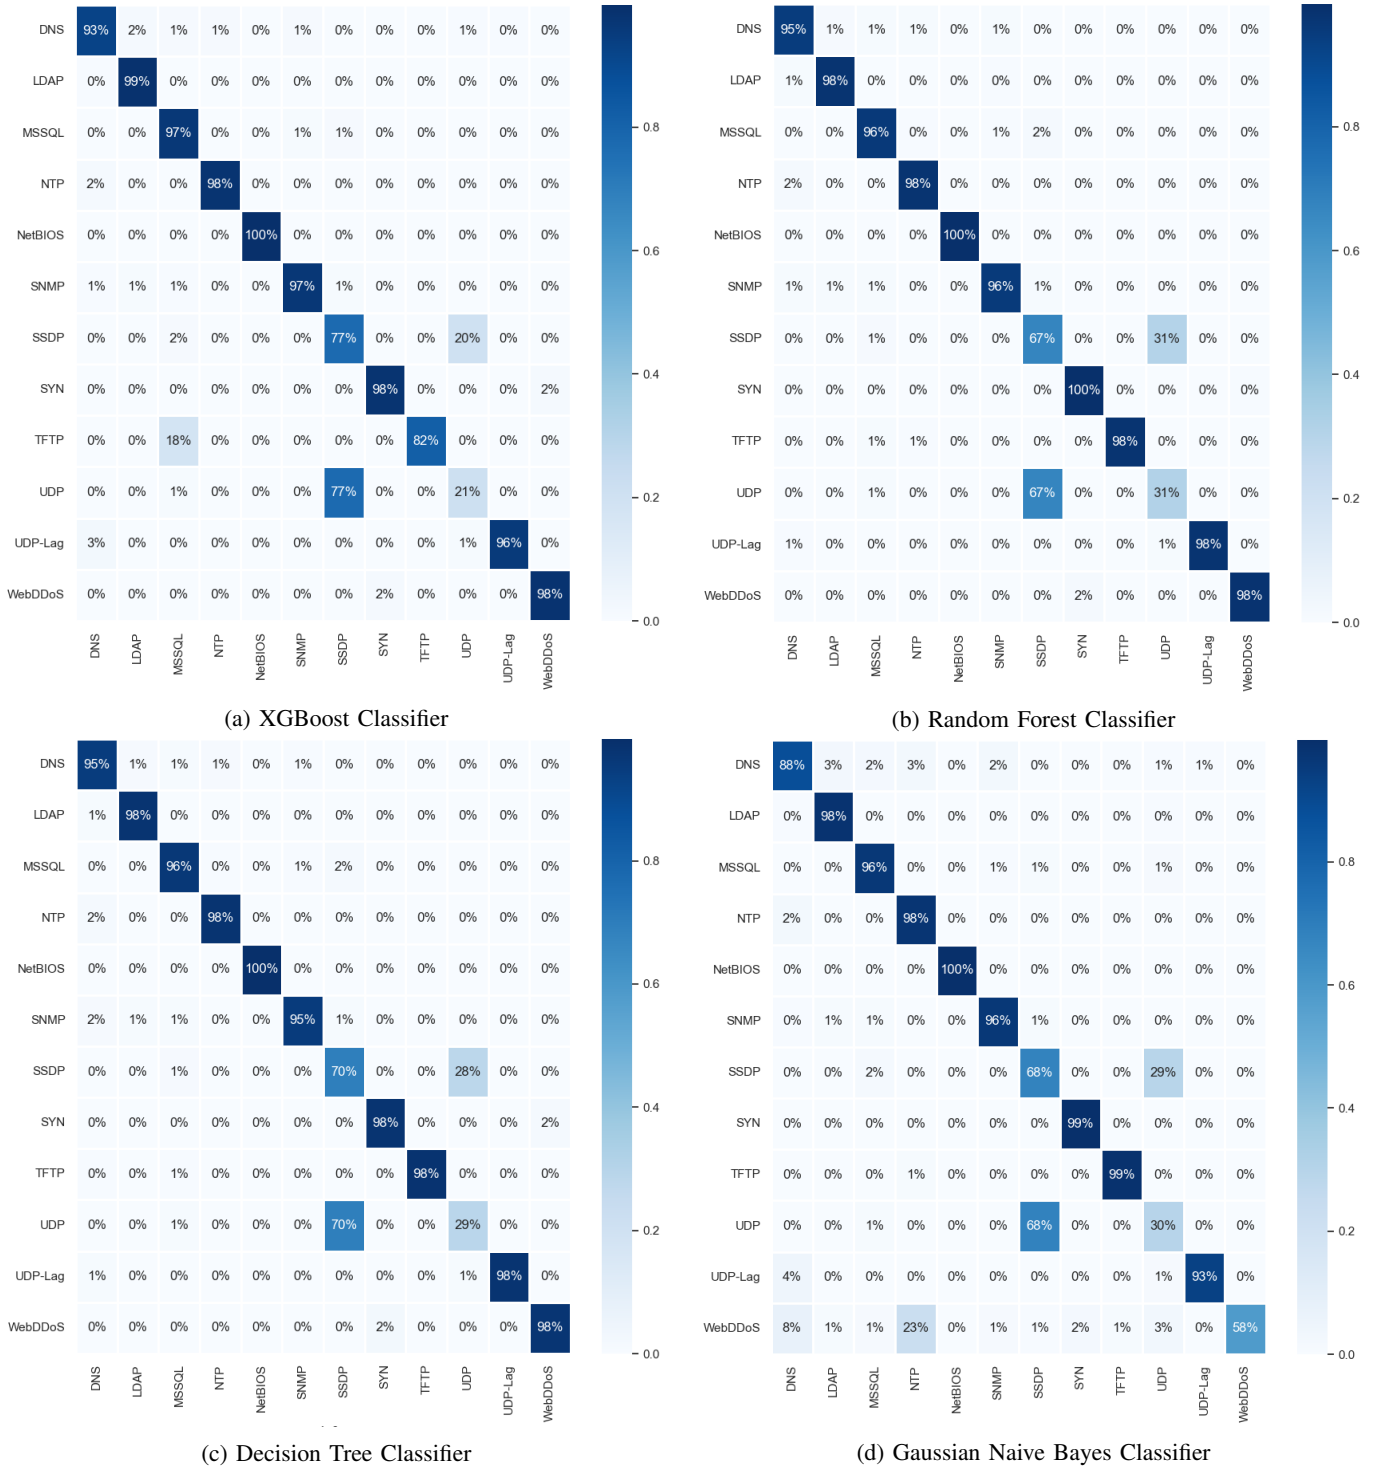 DNS 93% 2% 1% 1% 0% 1% 0% 0% 0% 1% 0% 0%
LDAP 0% 99% 0% 0% 0% 0% 0% 0% 0% 0% 0% 0%
0.8
MSSQL 0% 0% 97% 0% 0% 1% 1% 0% 0% 0% 0% 0%
NTP 2% 0% 0% 98% 0% 0% 0% 0% 0% 0% 0% 0%
NetBIOS 0% 0% 0% 0% 100% 0% 0% 0% 0% 0% 0% 0%
0.6
SNMP 1% 1% 1% 0% 0% 97% 1% 0% 0% 0% 0% 0%
SSDP 0% 0% 2% 0% 0% 0% 77% 0% 0% 20% 0% 0%
0.4
SYN 0% 0% 0% 0% 0% 0% 0% 98% 0% 0% 0% 2%
TFTP 0% 0% 18% 0% 0% 0% 0% 0% 82% 0% 0% 0%
UDP 0% 0% 1% 0% 0% 0% 77% 0% 0% 21% 0% 0%
0.2
UDP-Lag 3% 0% 0% 0% 0% 0% 0% 0% 0% 1% 96% 0%
WebDDoS 0% 0% 0% 0% 0% 0% 0% 2% 0% 0% 0% 98%
0.0
DNS LDAP MSSQL NTP NetBIOS SNMP SSDP SYN TFTP UDP UDP-Lag WebDDoS
(a) XGBoost Classifier
DNS 95% 1% 1% 1% 0% 1% 0% 0% 0% 0% 0% 0%
LDAP 1% 98% 0% 0% 0% 0% 0% 0% 0% 0% 0% 0%
0.8
MSSQL 0% 0% 96% 0% 0% 1% 2% 0% 0% 0% 0% 0%
NTP 2% 0% 0% 98% 0% 0% 0% 0% 0% 0% 0% 0%
NetBIOS 0% 0% 0% 0% 100% 0% 0% 0% 0% 0% 0% 0%
0.6
SNMP 1% 1% 1% 0% 0% 96% 1% 0% 0% 0% 0% 0%
SSDP 0% 0% 1% 0% 0% 0% 67% 0% 0% 31% 0% 0%
0.4
SYN 0% 0% 0% 0% 0% 0% 0% 100% 0% 0% 0% 0%
TFTP 0% 0% 1% 1% 0% 0% 0% 0% 98% 0% 0% 0%
UDP 0% 0% 1% 0% 0% 0% 67% 0% 0% 31% 0% 0%
0.2
UDP-Lag 1% 0% 0% 0% 0% 0% 0% 0% 0% 1% 98% 0%
WebDDoS 0% 0% 0% 0% 0% 0% 0% 2% 0% 0% 0% 98%
0.0
DNS LDAP MSSQL NTP NetBIOS SNMP SSDP SYN TFTP UDP UDP-Lag WebDDoS
(b) Random Forest Classifier
DNS 95% 1% 1% 1% 0% 1% 0% 0% 0% 0% 0% 0%
LDAP 1% 98% 0% 0% 0% 0% 0% 0% 0% 0% 0% 0%
0.8
MSSQL 0% 0% 96% 0% 0% 1% 2% 0% 0% 0% 0% 0%
NTP 2% 0% 0% 98% 0% 0% 0% 0% 0% 0% 0% 0%
NetBIOS 0% 0% 0% 0% 100% 0% 0% 0% 0% 0% 0% 0%
0.6
SNMP 2% 1% 1% 0% 0% 95% 1% 0% 0% 0% 0% 0%
SSDP 0% 0% 1% 0% 0% 0% 70% 0% 0% 28% 0% 0%
0.4
SYN 0% 0% 0% 0% 0% 0% 0% 98% 0% 0% 0% 2%
TFTP 0% 0% 1% 0% 0% 0% 0% 0% 98% 0% 0% 0%
UDP 0% 0% 1% 0% 0% 0% 70% 0% 0% 29% 0% 0%
0.2
UDP-Lag 1% 0% 0% 0% 0% 0% 0% 0% 0% 1% 98% 0%
WebDDoS 0% 0% 0% 0% 0% 0% 0% 2% 0% 0% 0% 98%
0.0
DNS LDAP MSSQL NTP NetBIOS SNMP SSDP SYN TFTP UDP UDP-Lag WebDDoS
(c) Decision Tree Classifier
DNS 88% 3% 2% 3% 0% 2% 0% 0% 0% 1% 1% 0%
LDAP 0% 98% 0% 0% 0% 0% 0% 0% 0% 0% 0% 0%
0.8
MSSQL 0% 0% 96% 0% 0% 1% 1% 0% 0% 1% 0% 0%
NTP 2% 0% 0% 98% 0% 0% 0% 0% 0% 0% 0% 0%
NetBIOS 0% 0% 0% 0% 100% 0% 0% 0% 0% 0% 0% 0%
0.6
SNMP 0% 1% 1% 0% 0% 96% 1% 0% 0% 0% 0% 0%
SSDP 0% 0% 2% 0% 0% 0% 68% 0% 0% 29% 0% 0%
0.4
SYN 0% 0% 0% 0% 0% 0% 0% 99% 0% 0% 0% 0%
TFTP 0% 0% 0% 1% 0% 0% 0% 0% 99% 0% 0% 0%
UDP 0% 0% 1% 0% 0% 0% 68% 0% 0% 30% 0% 0%
0.2
UDP-Lag 4% 0% 0% 0% 0% 0% 0% 0% 0% 1% 93% 0%
WebDDoS 8% 1% 1% 23% 0% 1% 1% 2% 1% 3% 0% 58%
0.0
DNS LDAP MSSQL NTP NetBIOS SNMP SSDP SYN TFTP UDP UDP-Lag WebDDoS
(d) Gaussian Naive Bayes Classifier